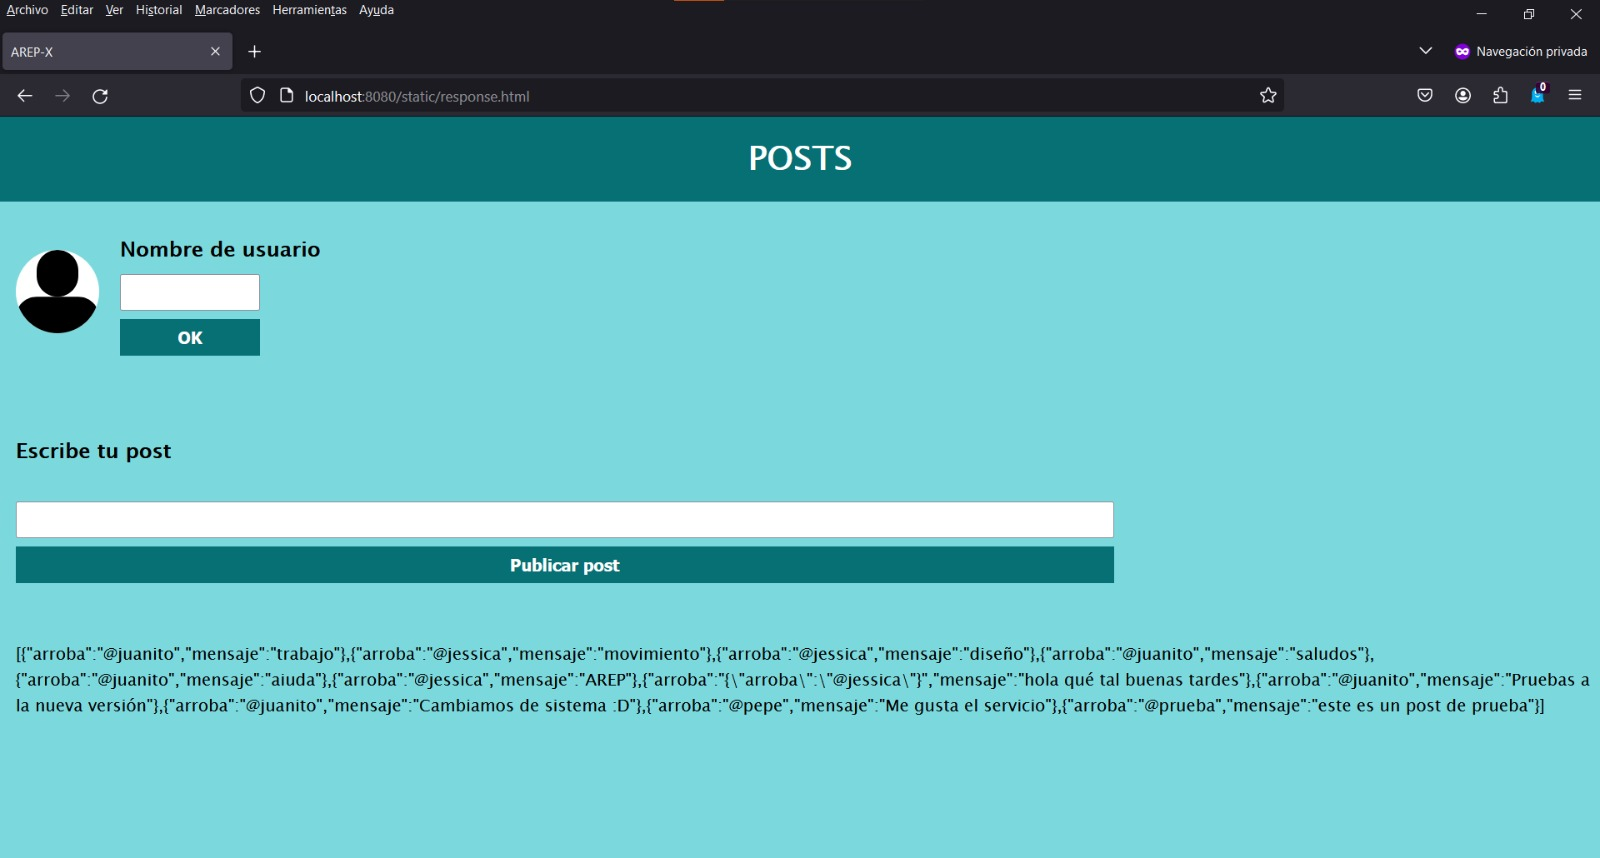 Archivo Editar Ver Historial Marcadores Herramientas Ayuda
AREP-X
Navegación privada
localhost:8080/static/response.html
0
POSTS
Nombre de usuario
OK
Escribe tu post
Publicar post
[{"arroba":"@juanito","mensaje":"trabajo"},{"arroba":"@jessica","mensaje":"movimiento"},{"arroba":"@jessica","mensaje":"diseño"},{"arroba":"@juanito","mensaje":"saludos"},
{"arroba":"@juanito","mensaje":"aiuda"},{"arroba":"@jessica","mensaje":"AREP"},{"arroba":"{\"arroba\":\"@jessica\"}","mensaje":"hola qué tal buenas tardes"},{"arroba":"@juanito","mensaje":"Pruebas a
la nueva versión"},{"arroba":"@juanito","mensaje":"Cambiamos de sistema :D"},{"arroba":"@pepe","mensaje":"Me gusta el servicio"},{"arroba":"@prueba","mensaje":"este es un post de prueba"}]